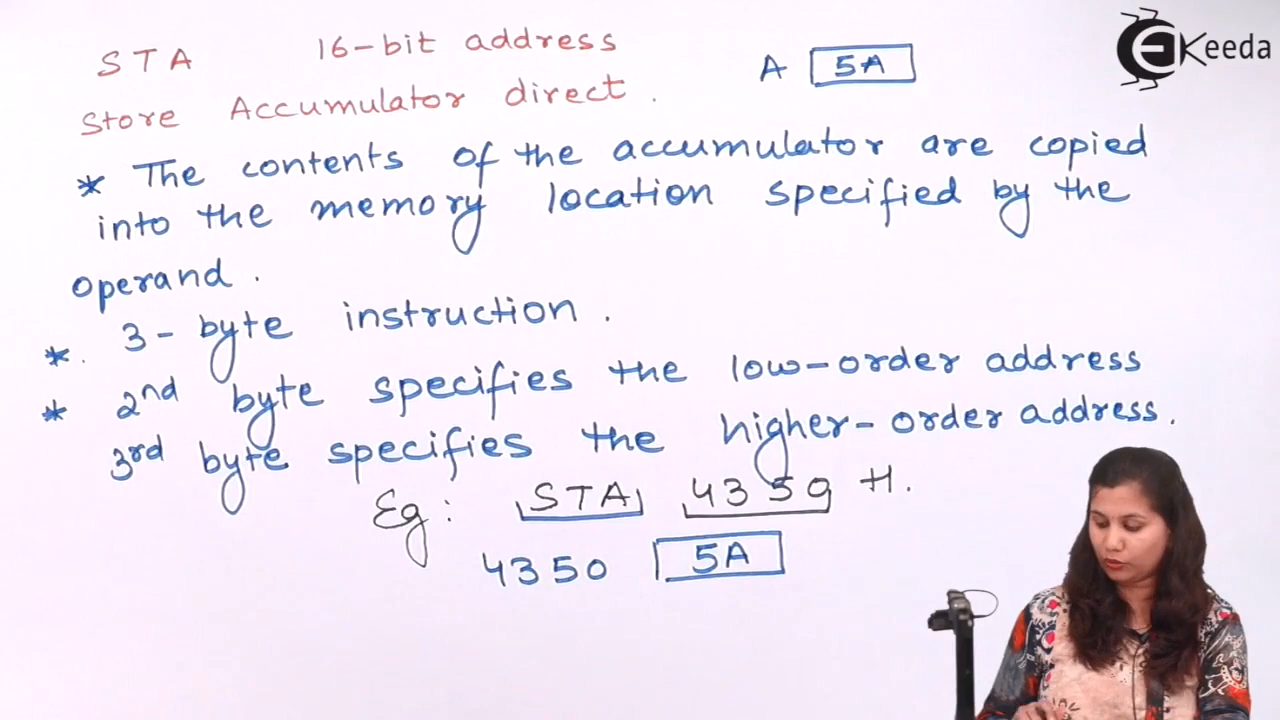 STA 16-bit address
Store Accumulator direct.
A 5A
EKeeda
* The contents of the accumulator are copied
into the memory location specified by the
operand.
*. 3-byte instruction.
* 2nd byte specifies the low-order address
3rd byte specifies the higher-order address.
Eg: STA 4350 H.
4350 5A